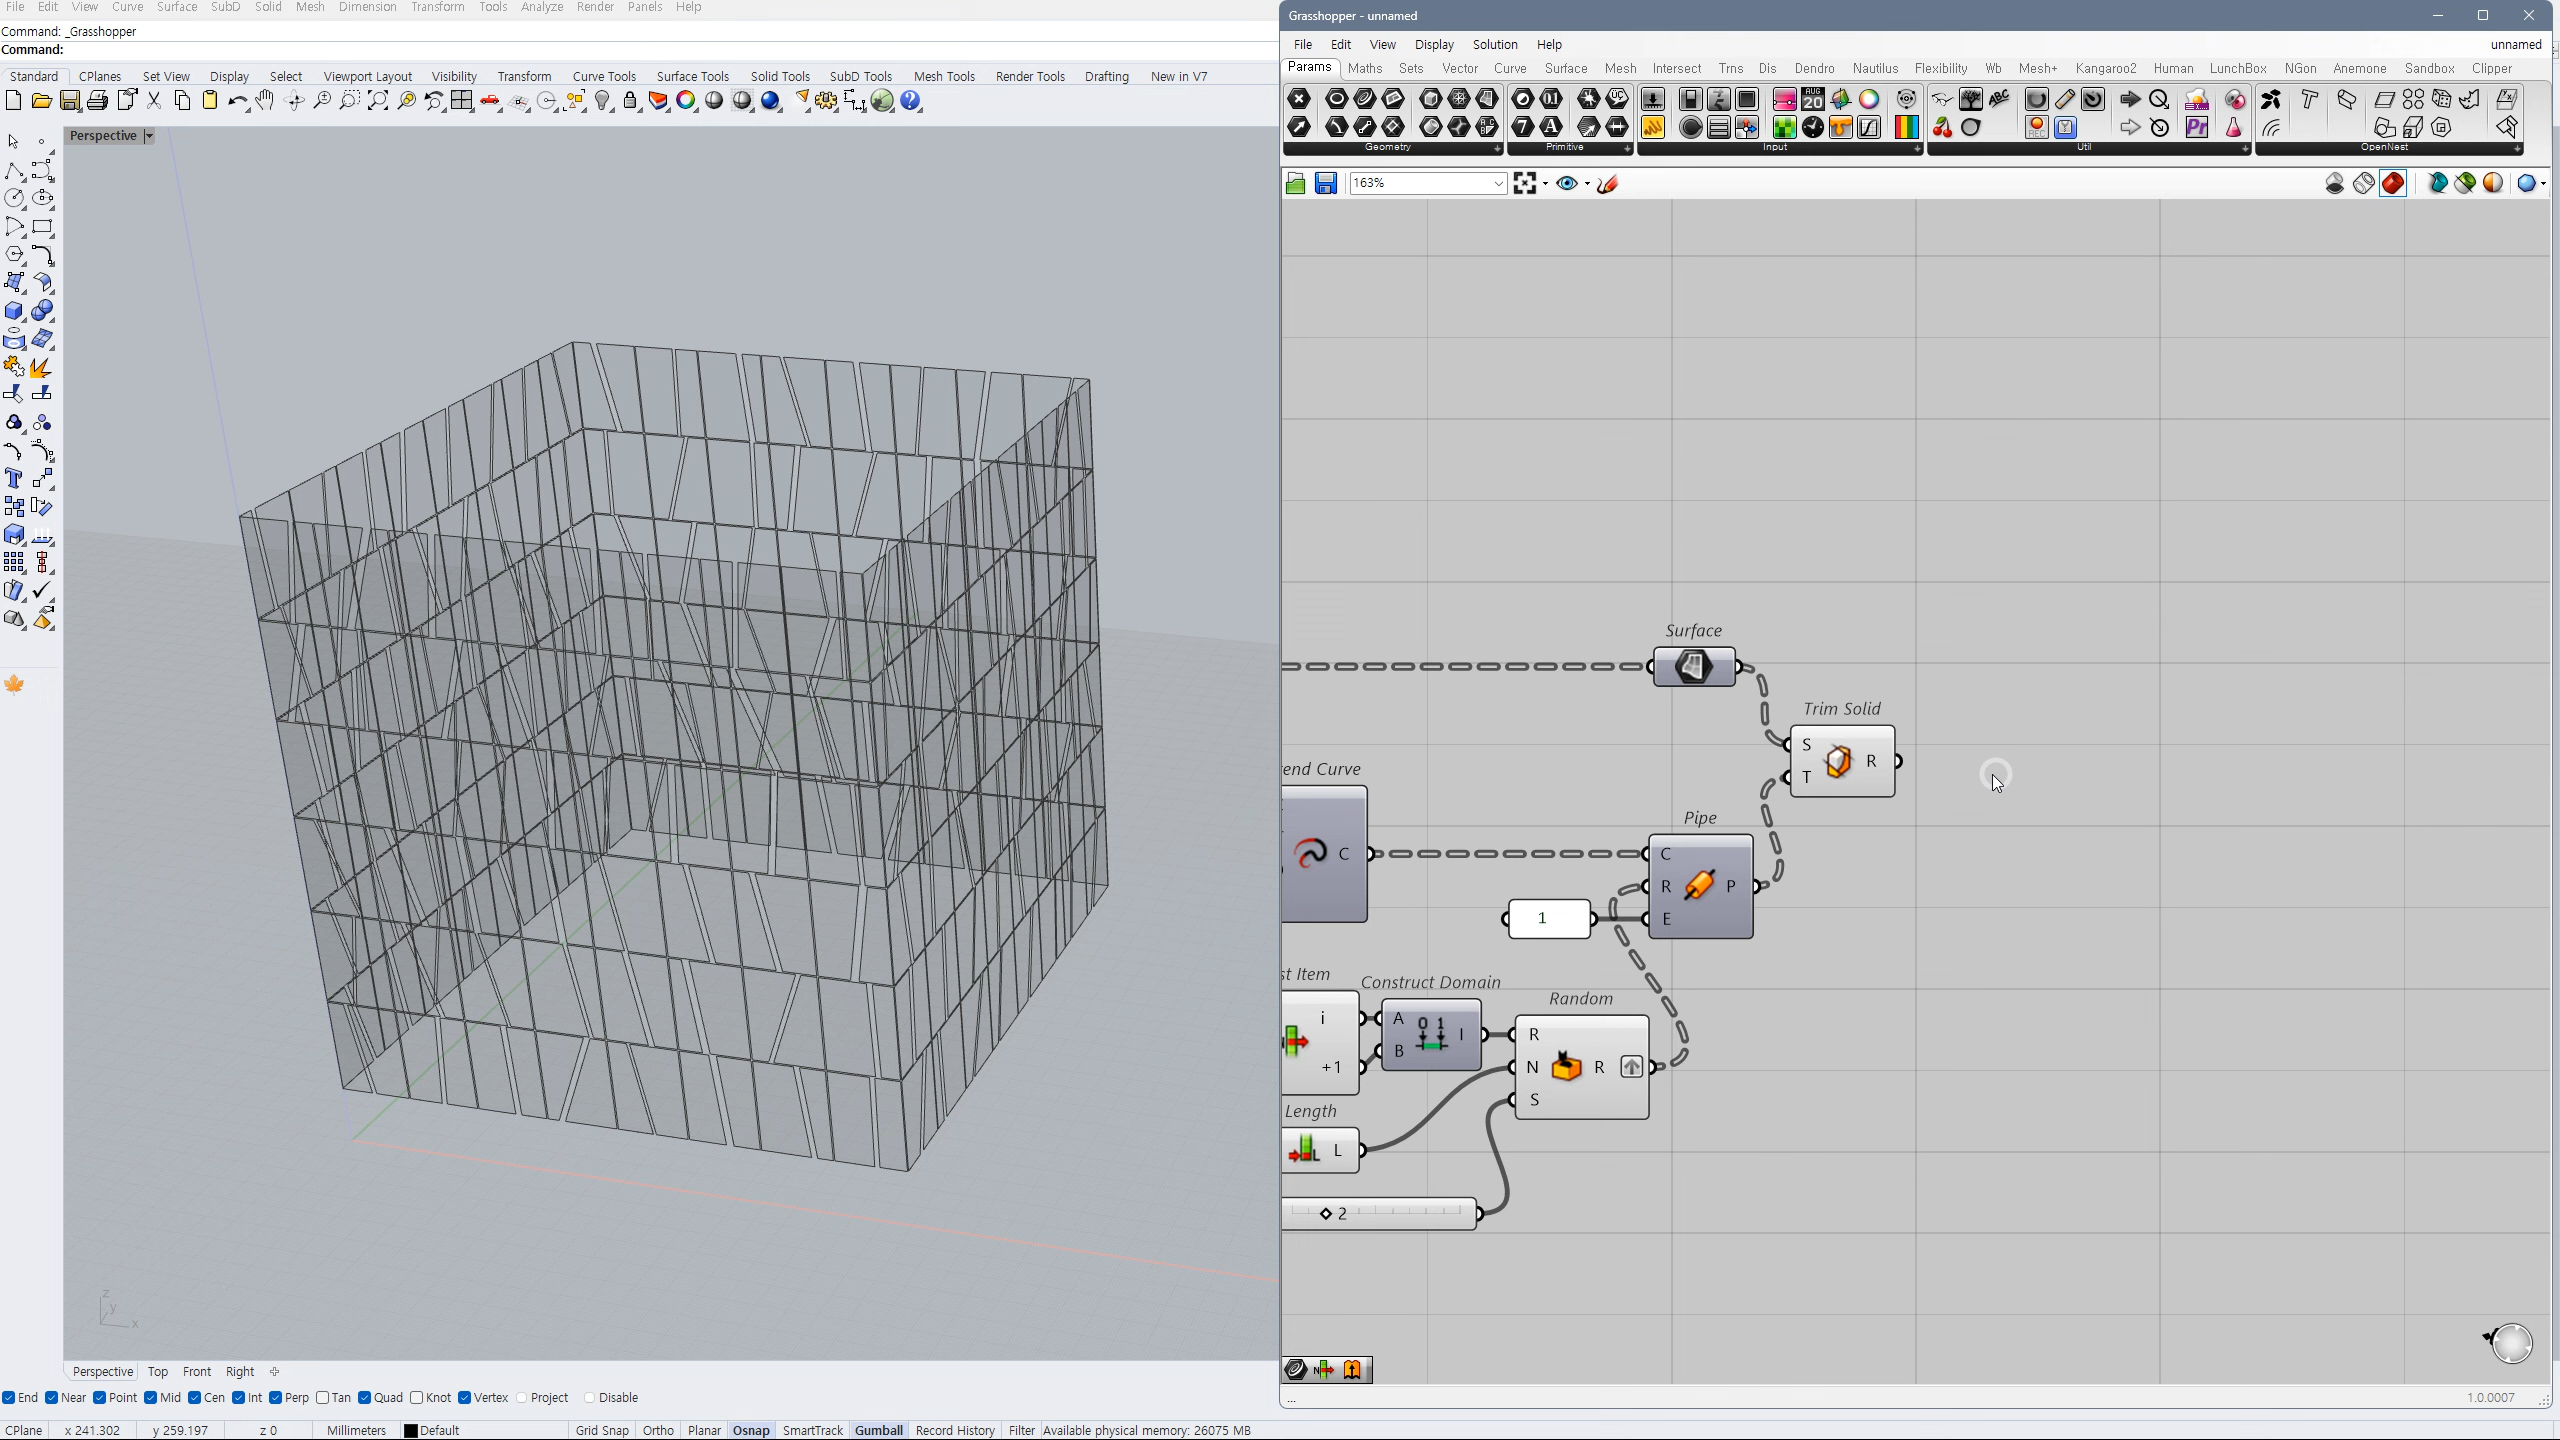 File Edit View Curve Surface SubD Solid Mesh Dimension Transform Tools Analyze Render Panels Help
Command: _Grasshopper
Command:
Standard CPlanes Set View Display Select Viewport Layout Visibility Transform Curve Tools Surface Tools Solid Tools SubD Tools Mesh Tools Render Tools Drafting New in V7
Perspective
Grasshopper - unnamed
File Edit View Display Solution Help unnamed
Params Maths Sets Vector Curve Surface Mesh Intersect Trns Dis Dendro Nautilus Flexibility Wb Mesh+ Kangaroo2 Human LunchBox NGon Anemone Sandbox Clipper
Geometry Primitive Input Util OpenNest
163%
Surface
Trim Solid
S
T
R
end Curve
C
Pipe
C
R
E
P
1
st Item
i
+1
Construct Domain
A
B
I
Random
R
N
S
R
Length
L
2
z
y
x
Perspective Top Front Right
End Near Point Mid Cen Int Perp Tan Quad Knot Vertex Project Disable
... 1.0.0007
CPlane x 241.302 y 259.197 z 0 Millimeters Default Grid Snap Ortho Planar Osnap SmartTrack Gumball Record History Filter Available physical memory: 26075 MB